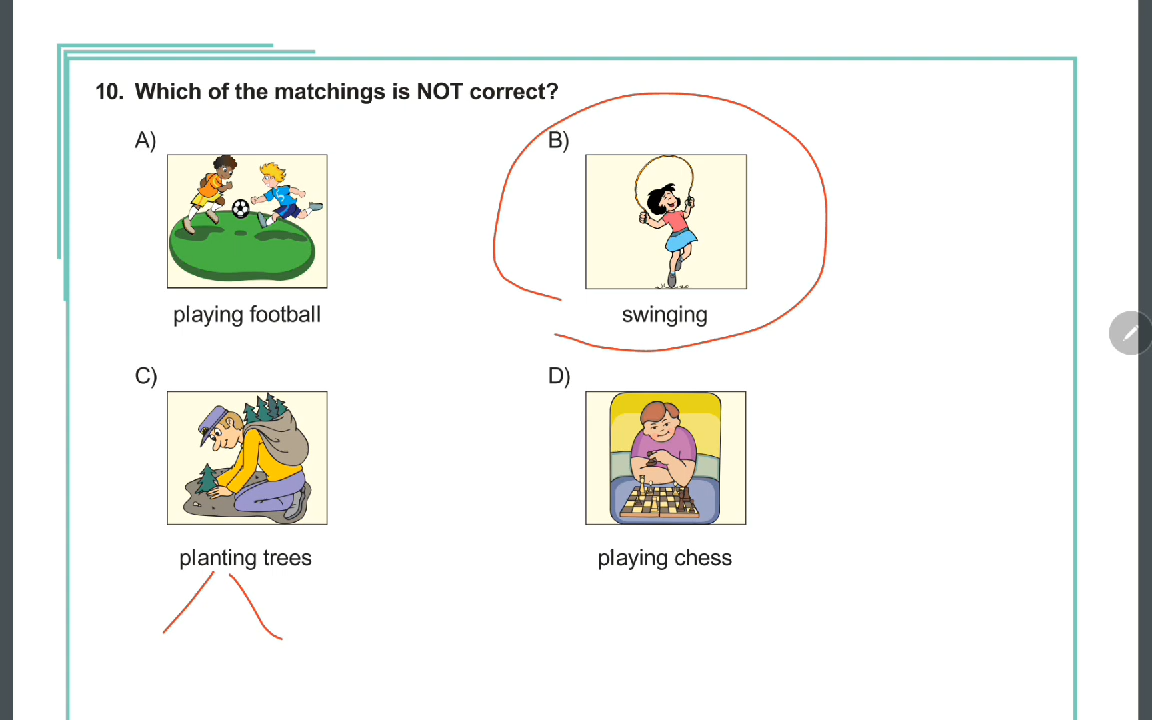 10. Which of the matchings is NOT correct?
A)
B)
playing football
swinging
C)
D)
planting trees
playing chess